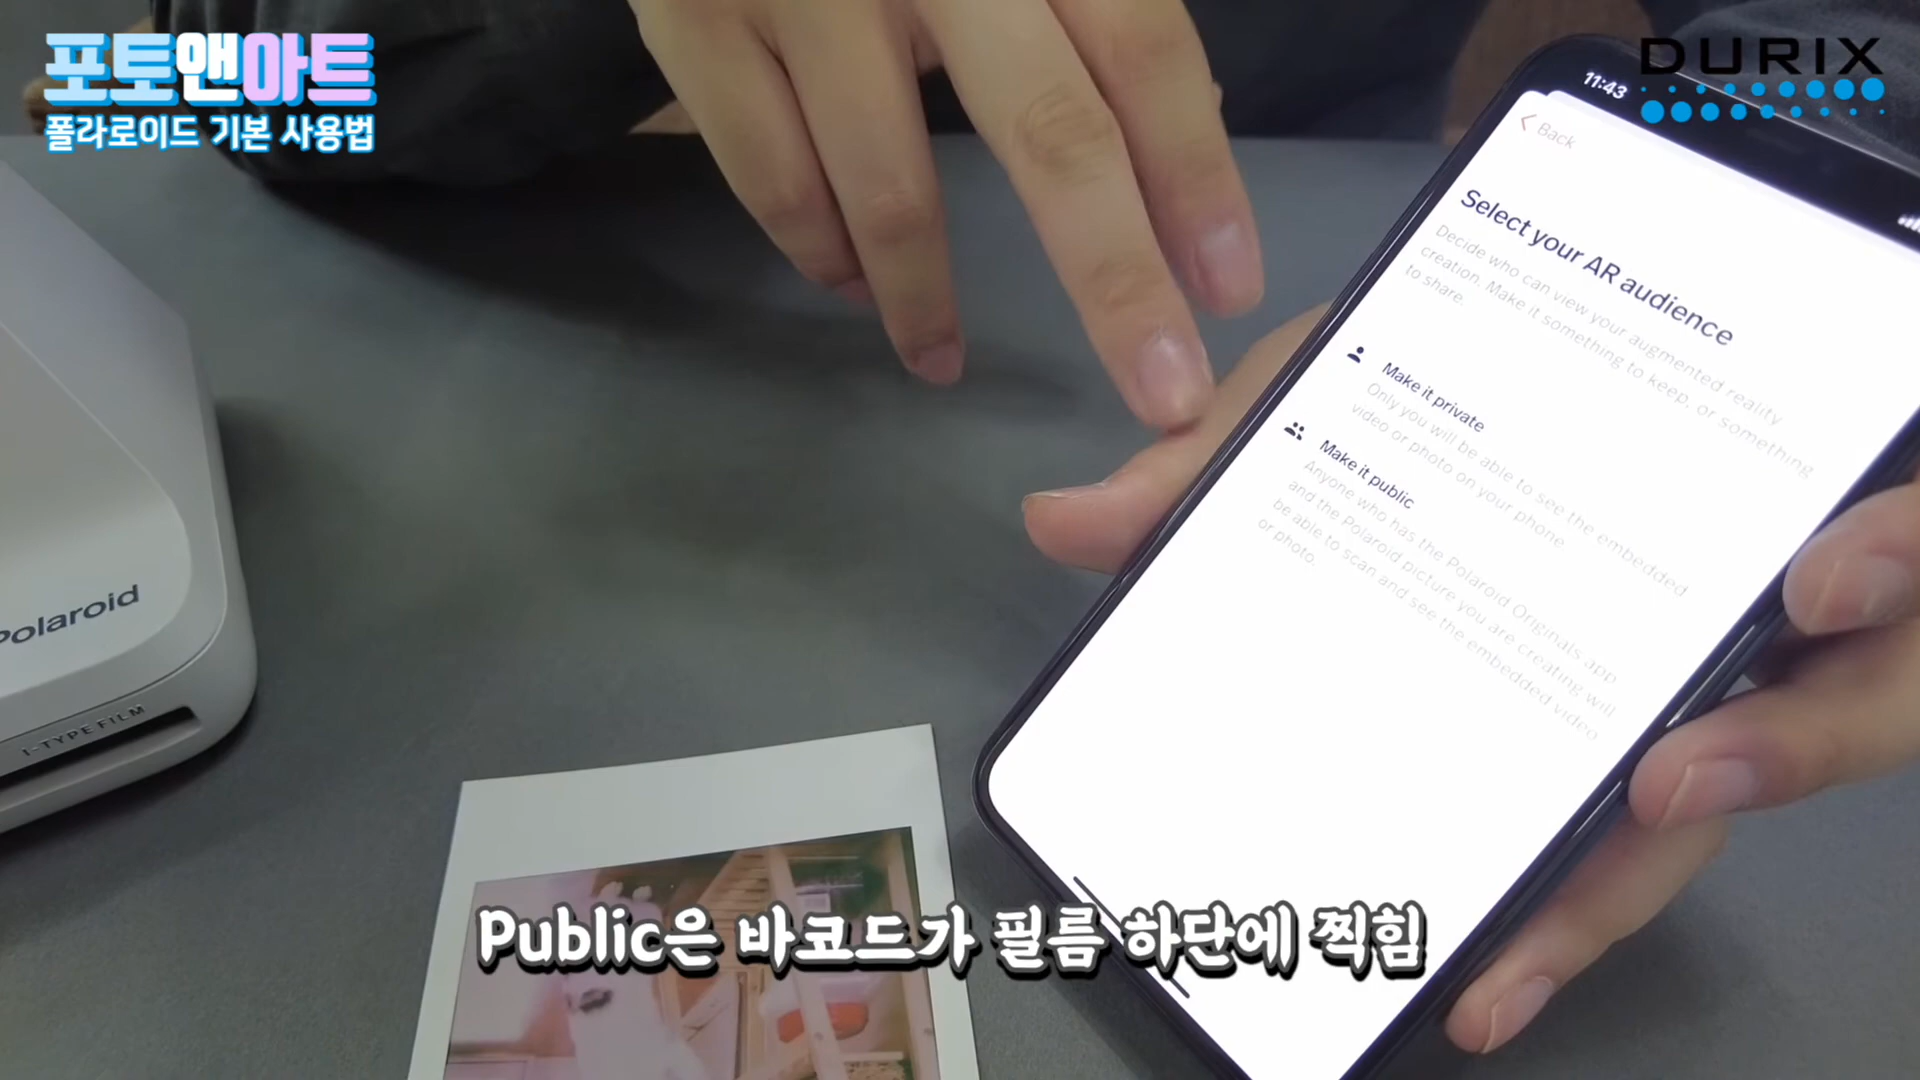 포토앤아트
폴라로이드 기본 사용법
DURIX
11:43
Back
Select your AR audience
Decide who can view your augmented reality
creation. Make it something to keep, or something
to share.
Make it private
Only you will be able to see the embedded
video or photo on your phone.
Make it public
Anyone who has the Polaroid Originals app
and the Polaroid picture you are creating will
be able to scan and see the embedded video
or photo.
Polaroid
i-TYPE FILM
Public은 바코드가 필름 하단에 찍힘